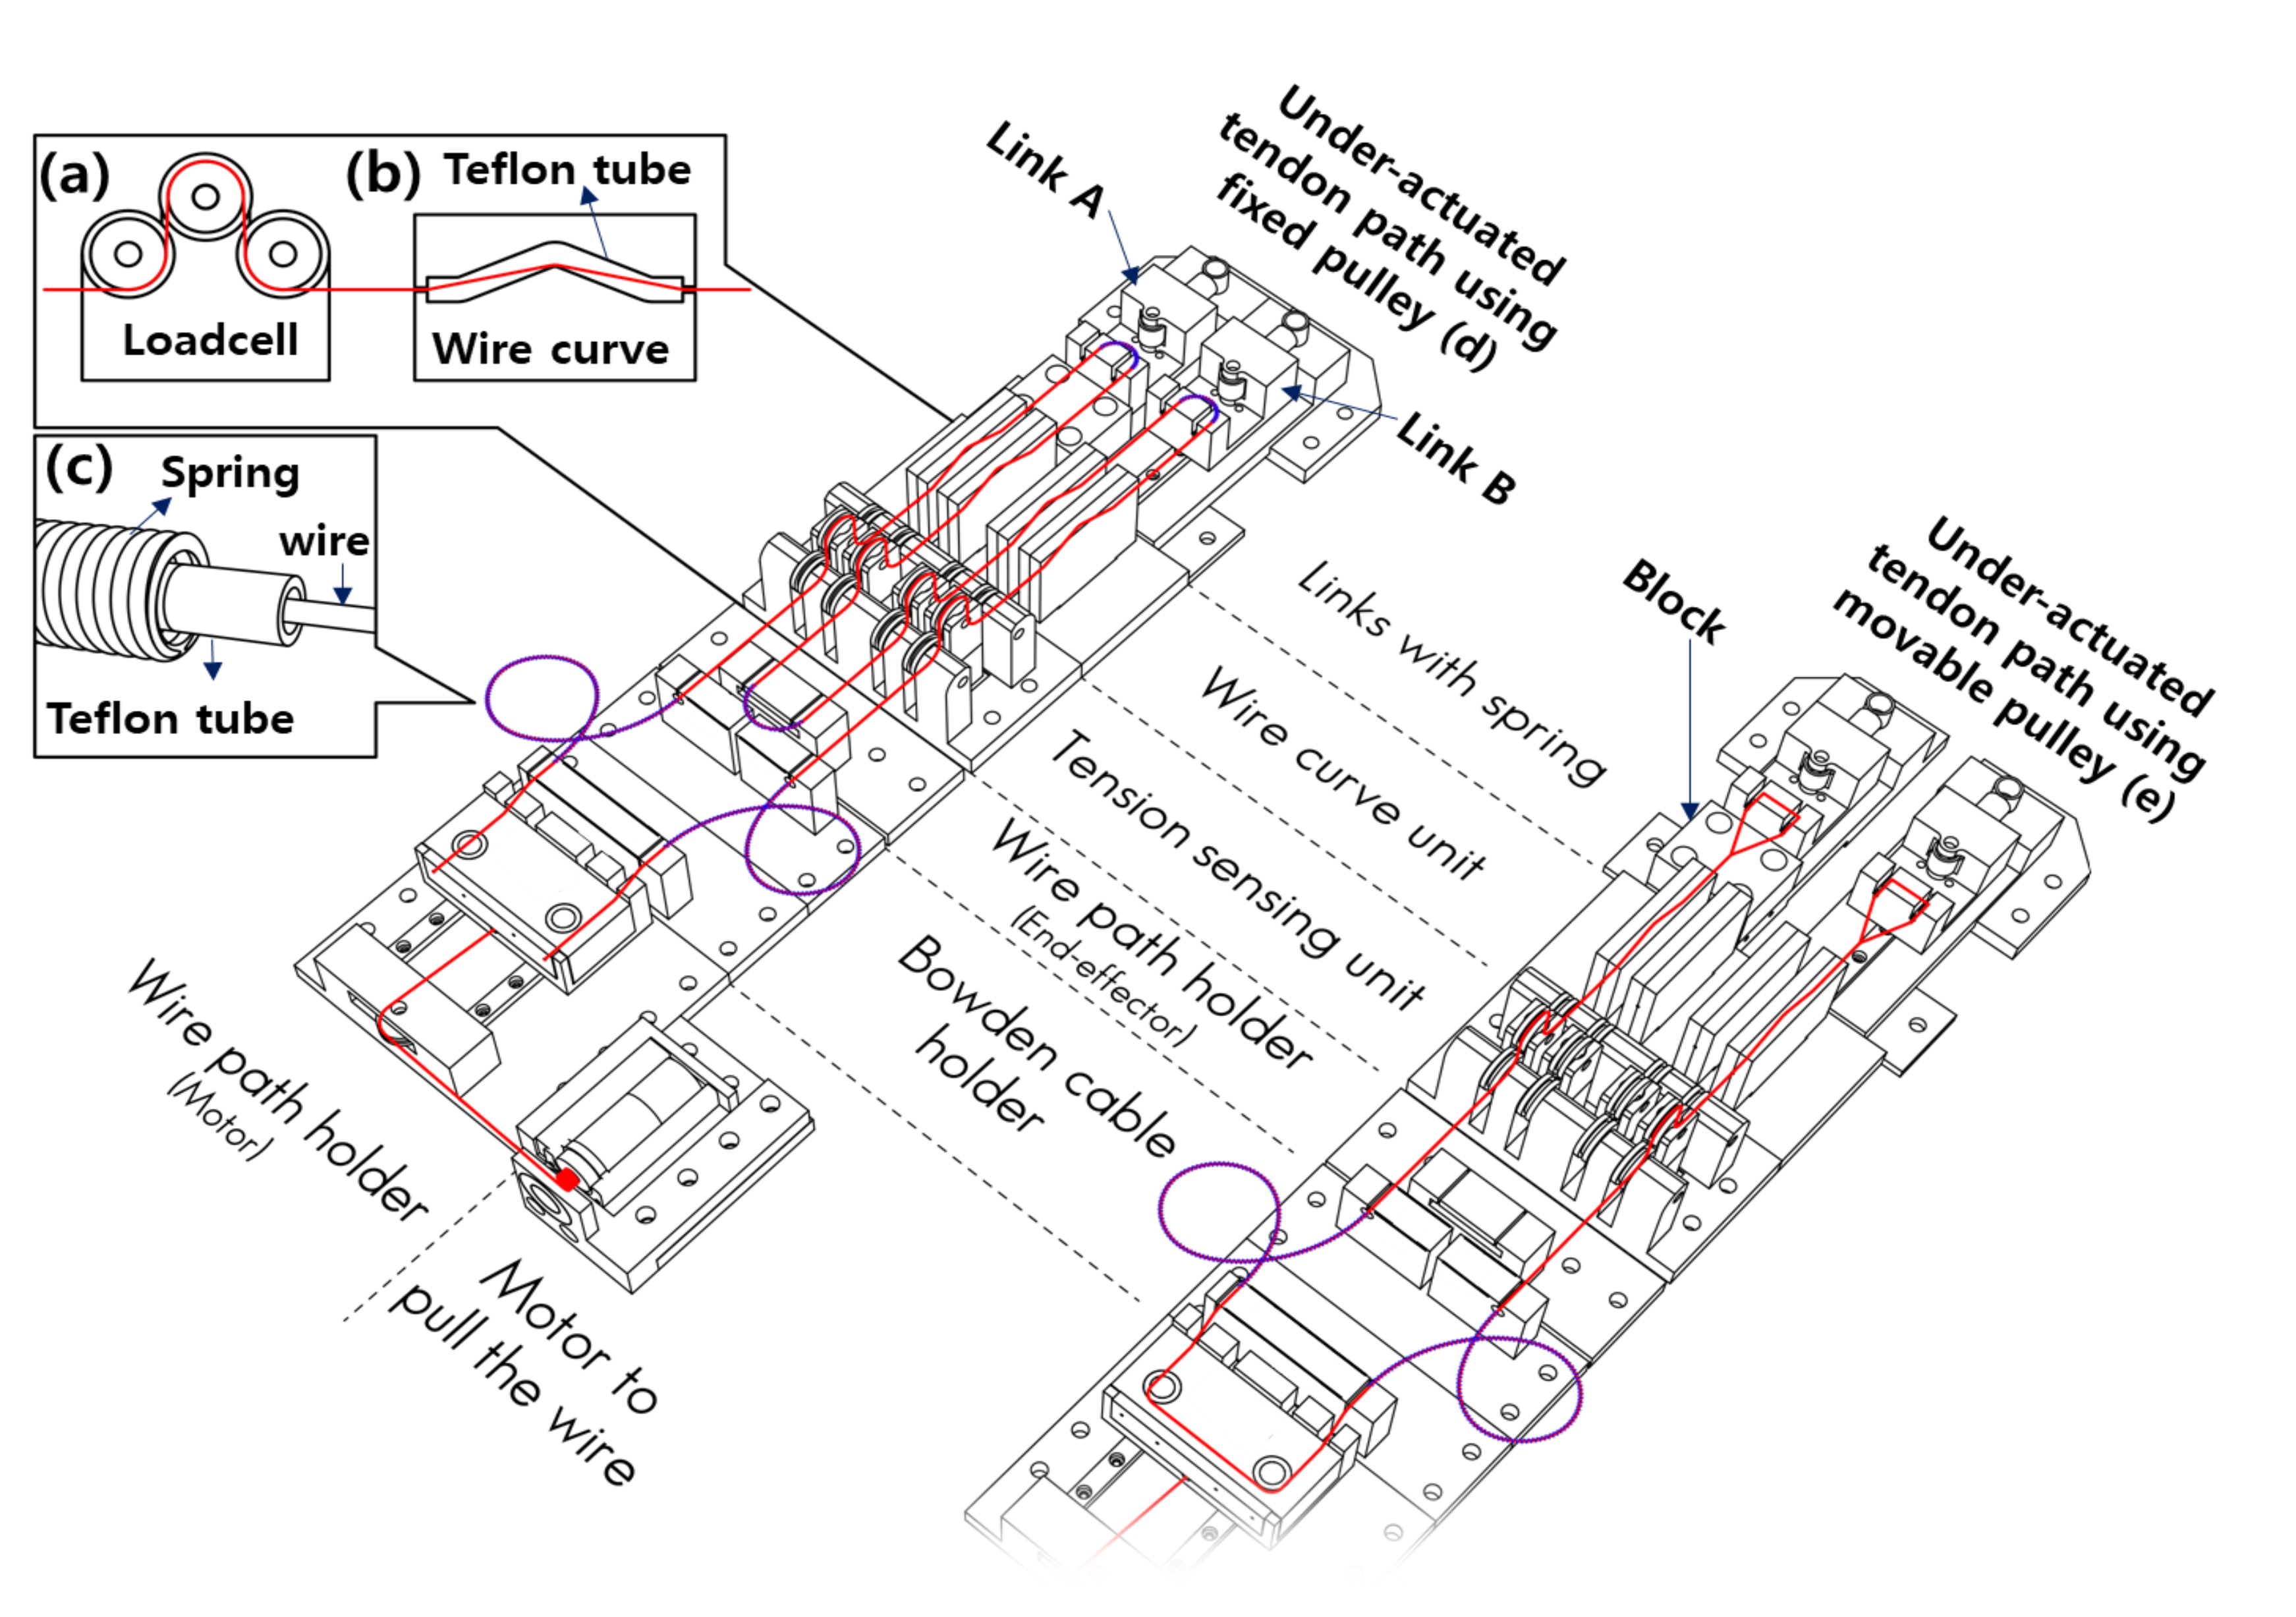 (a)
Loadcell
(b)
Teflon tube
Wire curve
(c)
Spring
wire
Teflon tube
Link A
Under-actuated
tendon path using
fixed pulley (d)
Link B
Links with spring
Wire curve unit
Tension sensing unit
Wire path holder
(End-effector)
Bowden cable
holder
Wire path holder
(Motor)
Motor to
pull the wire
Block
Under-actuated
tendon path using
movable pulley (e)